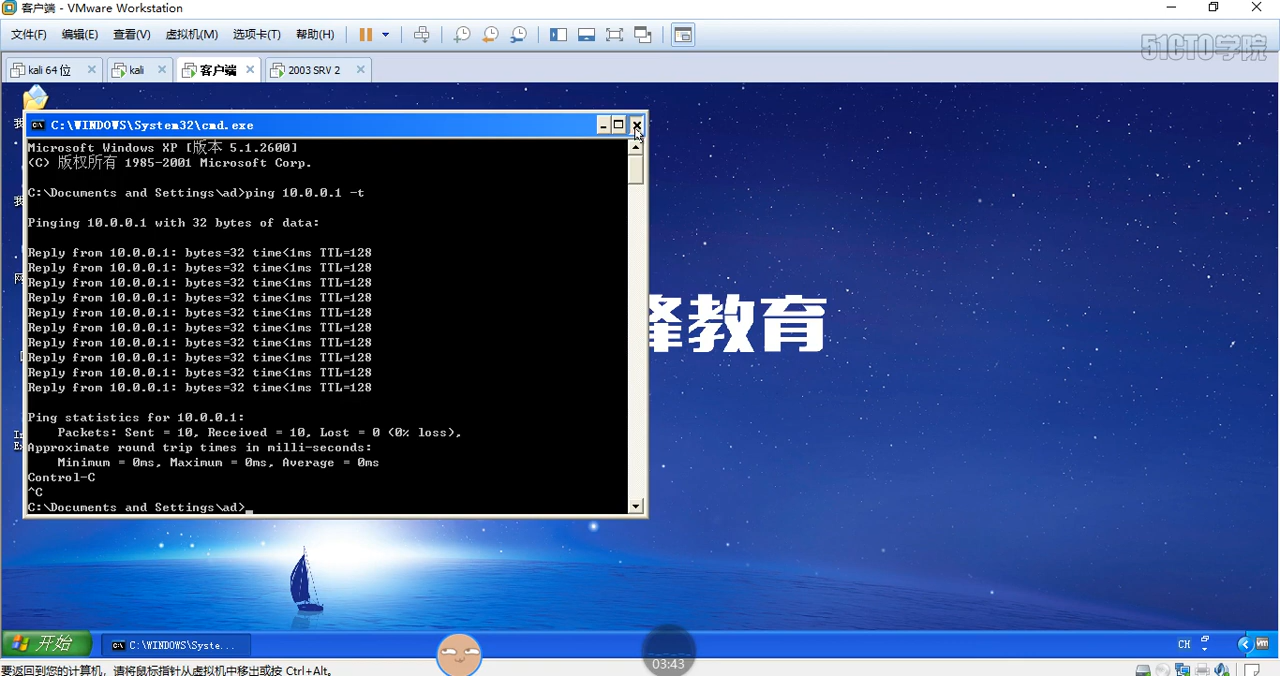 客户端 - VMware Workstation
文件(F) 编辑(E) 查看(V) 虚拟机(M) 选项卡(T) 帮助(H)
51CTO学院
kali 64 位 kali 客户端 2003 SRV 2
C:\WINDOWS\System32\cmd.exe
Microsoft Windows XP [版本 5.1.2600]
(C) 版权所有 1985-2001 Microsoft Corp.
C:\Documents and Settings\ad>ping 10.0.0.1 -t
Pinging 10.0.0.1 with 32 bytes of data:
Reply from 10.0.0.1: bytes=32 time<1ms TTL=128
Reply from 10.0.0.1: bytes=32 time<1ms TTL=128
Reply from 10.0.0.1: bytes=32 time<1ms TTL=128
Reply from 10.0.0.1: bytes=32 time<1ms TTL=128
Reply from 10.0.0.1: bytes=32 time<1ms TTL=128
Reply from 10.0.0.1: bytes=32 time<1ms TTL=128
Reply from 10.0.0.1: bytes=32 time<1ms TTL=128
Reply from 10.0.0.1: bytes=32 time<1ms TTL=128
Reply from 10.0.0.1: bytes=32 time<1ms TTL=128
Reply from 10.0.0.1: bytes=32 time<1ms TTL=128
Ping statistics for 10.0.0.1:
Packets: Sent = 10, Received = 10, Lost = 0 (0% loss),
Approximate round trip times in milli-seconds:
Minimum = 0ms, Maximum = 0ms, Average = 0ms
Control-C
^C
C:\Documents and Settings\ad>
教育
开始 C:\WINDOWS\Syste... CH
03:43
要返回到您的计算机，请将鼠标指针从虚拟机中移出或按 Ctrl+Alt。